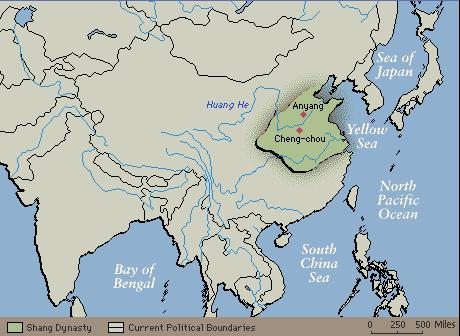 Sea of
Japan
Anyang
Huang He
Cheng-chou
Yellow
Sea
North
Pacific
Ocean
South
China
Sea
Bay of
Bengal
Shang Dynasty
Current Political Boundaries
0 250 500 Miles